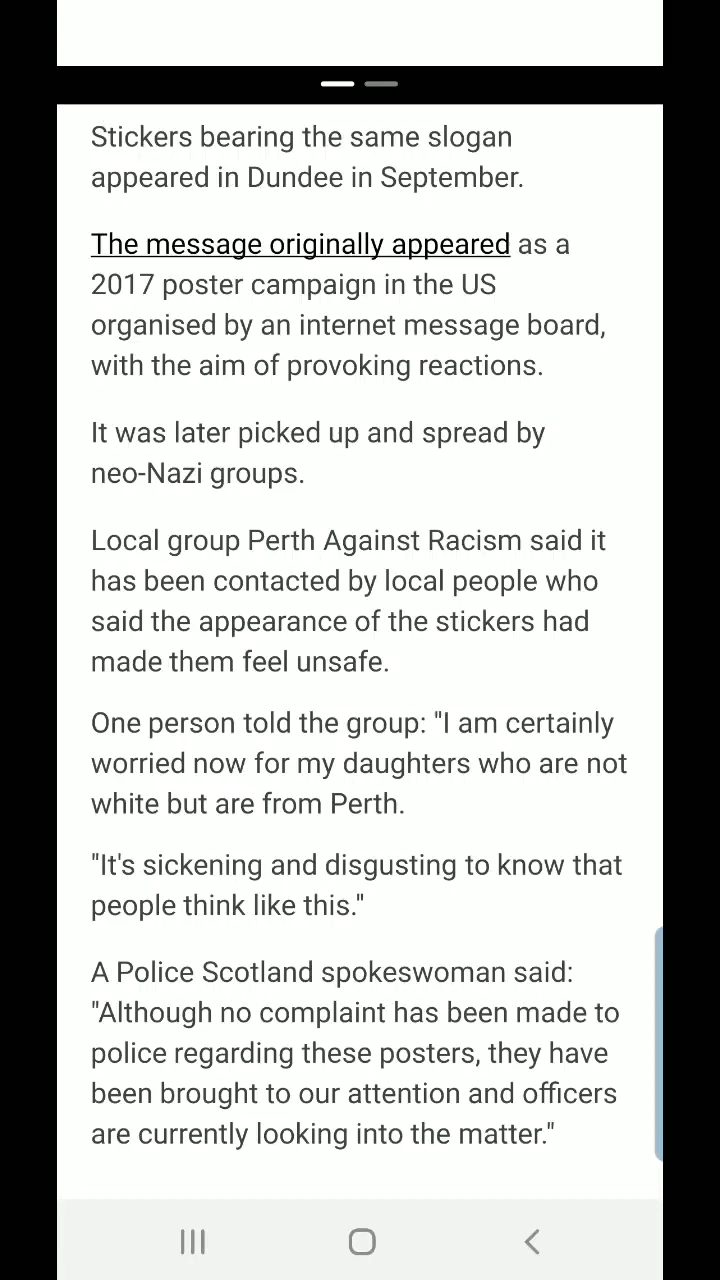 Stickers bearing the same slogan
appeared in Dundee in September.
The message originally appeared as a
2017 poster campaign in the US
organised by an internet message board,
with the aim of provoking reactions.
It was later picked up and spread by
neo-Nazi groups.
Local group Perth Against Racism said it
has been contacted by local people who
said the appearance of the stickers had
made them feel unsafe.
One person told the group: "I am certainly
worried now for my daughters who are not
white but are from Perth.
"It's sickening and disgusting to know that
people think like this."
A Police Scotland spokeswoman said:
"Although no complaint has been made to
police regarding these posters, they have
been brought to our attention and officers
are currently looking into the matter."